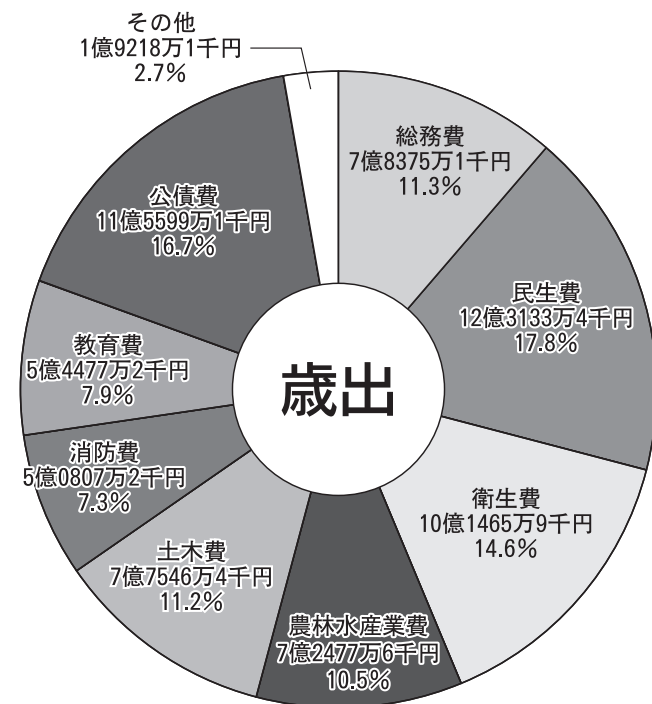 その他
1億9218万1千円
2.7%
総務費
7億8375万1千円
11.3%
公債費
11億5599万1千円
16.7%
民生費
12億3133万4千円
17.8%
教育費
5億4477万2千円
7.9%
歳出
消防費
5億0807万2千円
7.3%
衛生費
10億1465万9千円
14.6%
土木費
7億7546万4千円
11.2%
農林水産業費
7億2477万6千円
10.5%